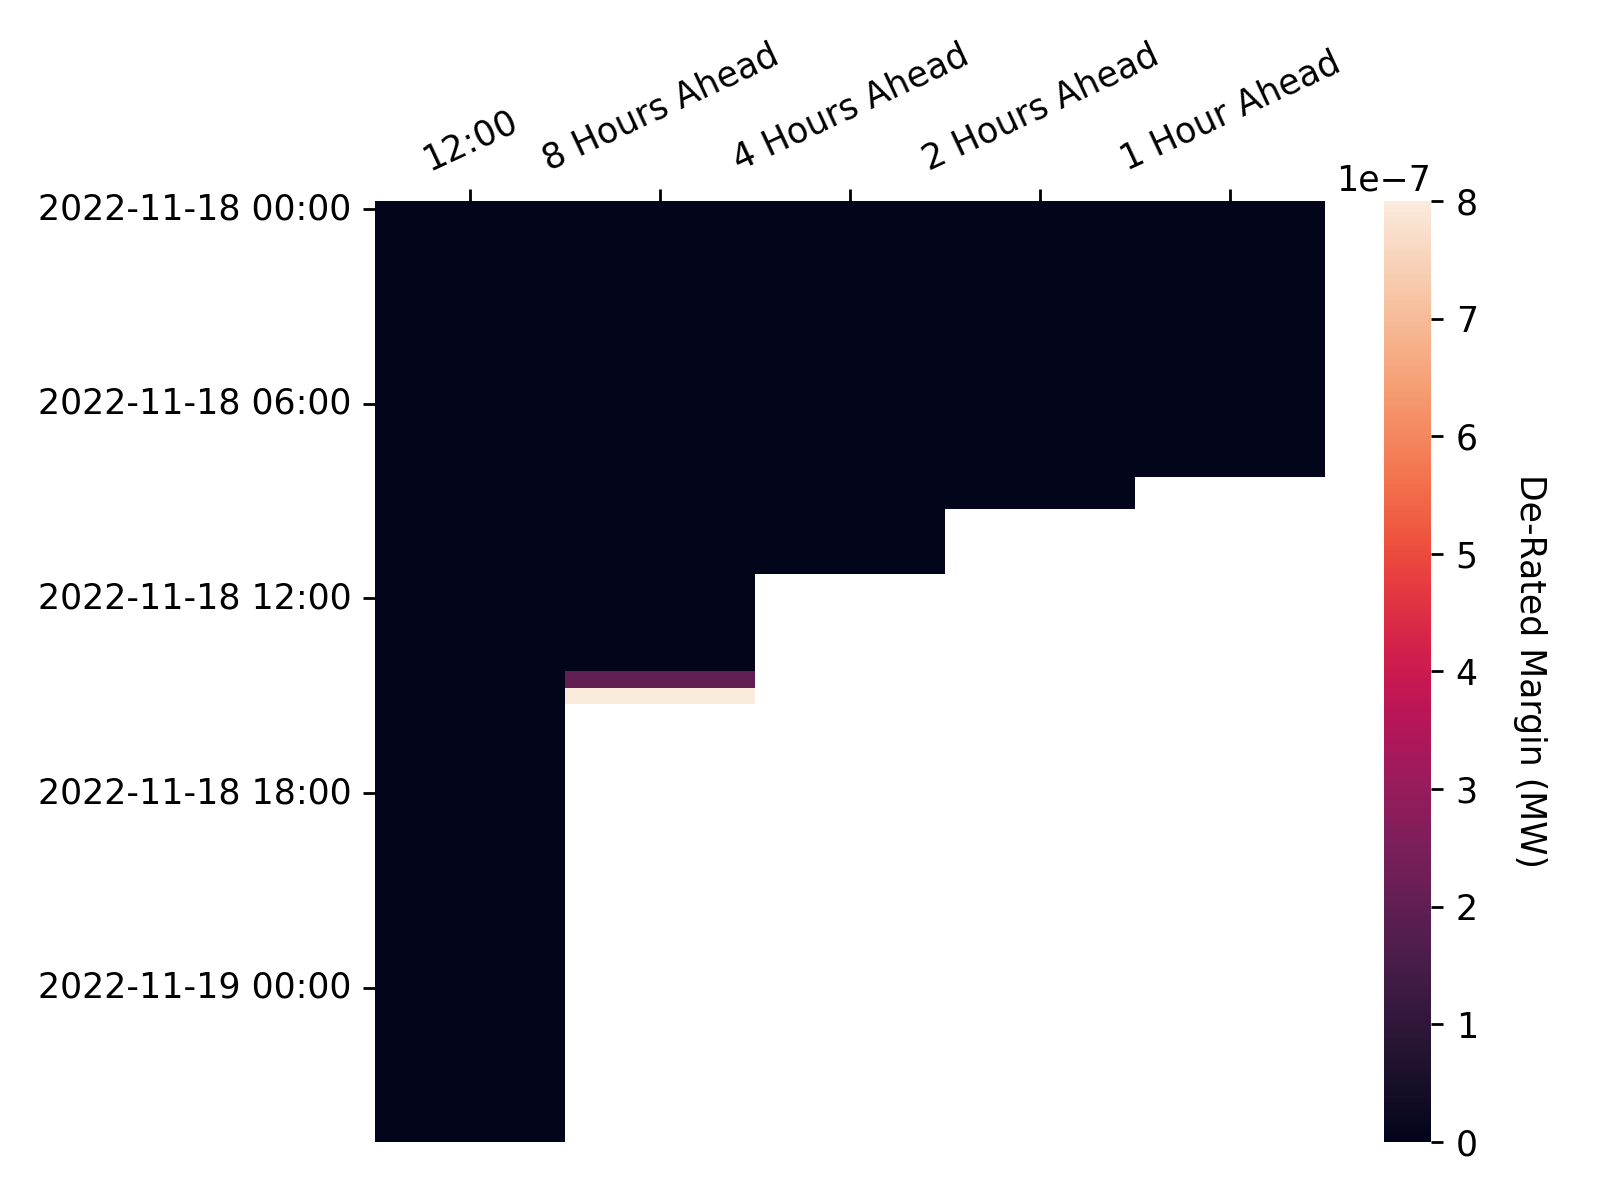 12:00
8 Hours Ahead
4 Hours Ahead
2 Hours Ahead
1 Hour Ahead
1e−7
2022-11-18 00:00
2022-11-18 06:00
2022-11-18 12:00
2022-11-18 18:00
2022-11-19 00:00
8
7
6
5
4
3
2
1
0
De-Rated Margin (MW)